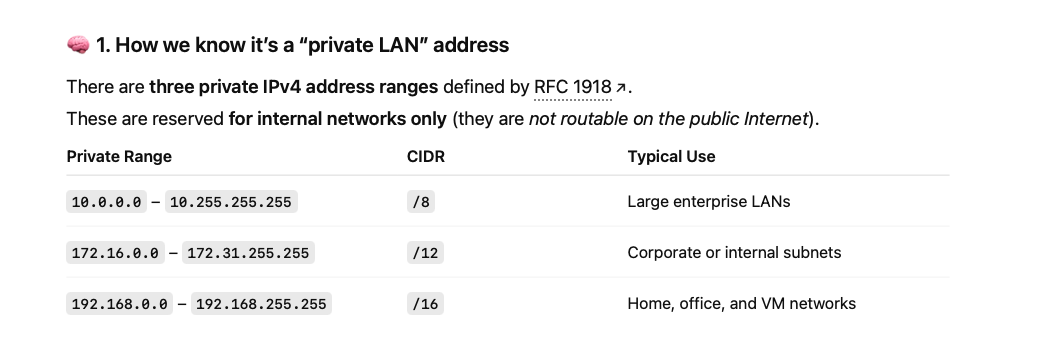 🧠 1. How we know it’s a “private LAN” address
There are three private IPv4 address ranges defined by RFC 1918 ↗.
These are reserved for internal networks only (they are not routable on the public Internet).
Private Range CIDR Typical Use
10.0.0.0 – 10.255.255.255 /8 Large enterprise LANs
172.16.0.0 – 172.31.255.255 /12 Corporate or internal subnets
192.168.0.0 – 192.168.255.255 /16 Home, office, and VM networks